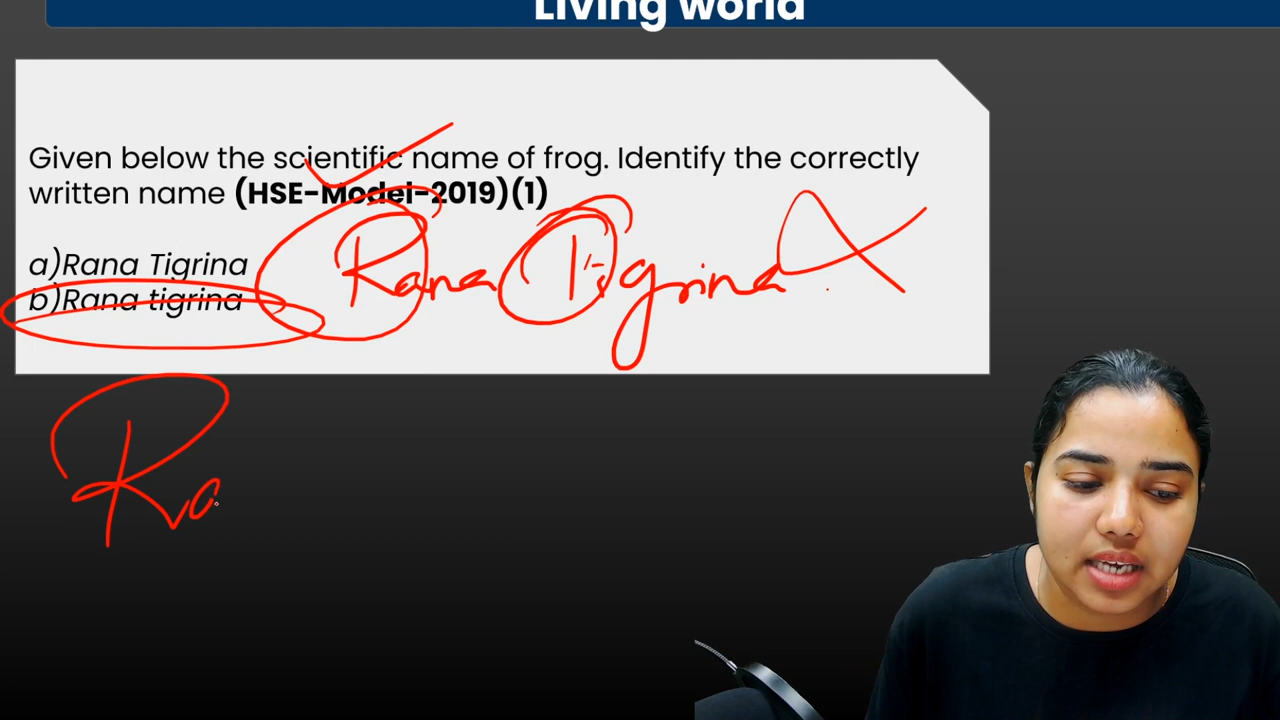 Living world
Given below the scientific name of frog. Identify the correctly
written name (HSE-Model-2019)(1)
a)Rana Tigrina
b)Rana tigrina
Rana Tigrina
Ra